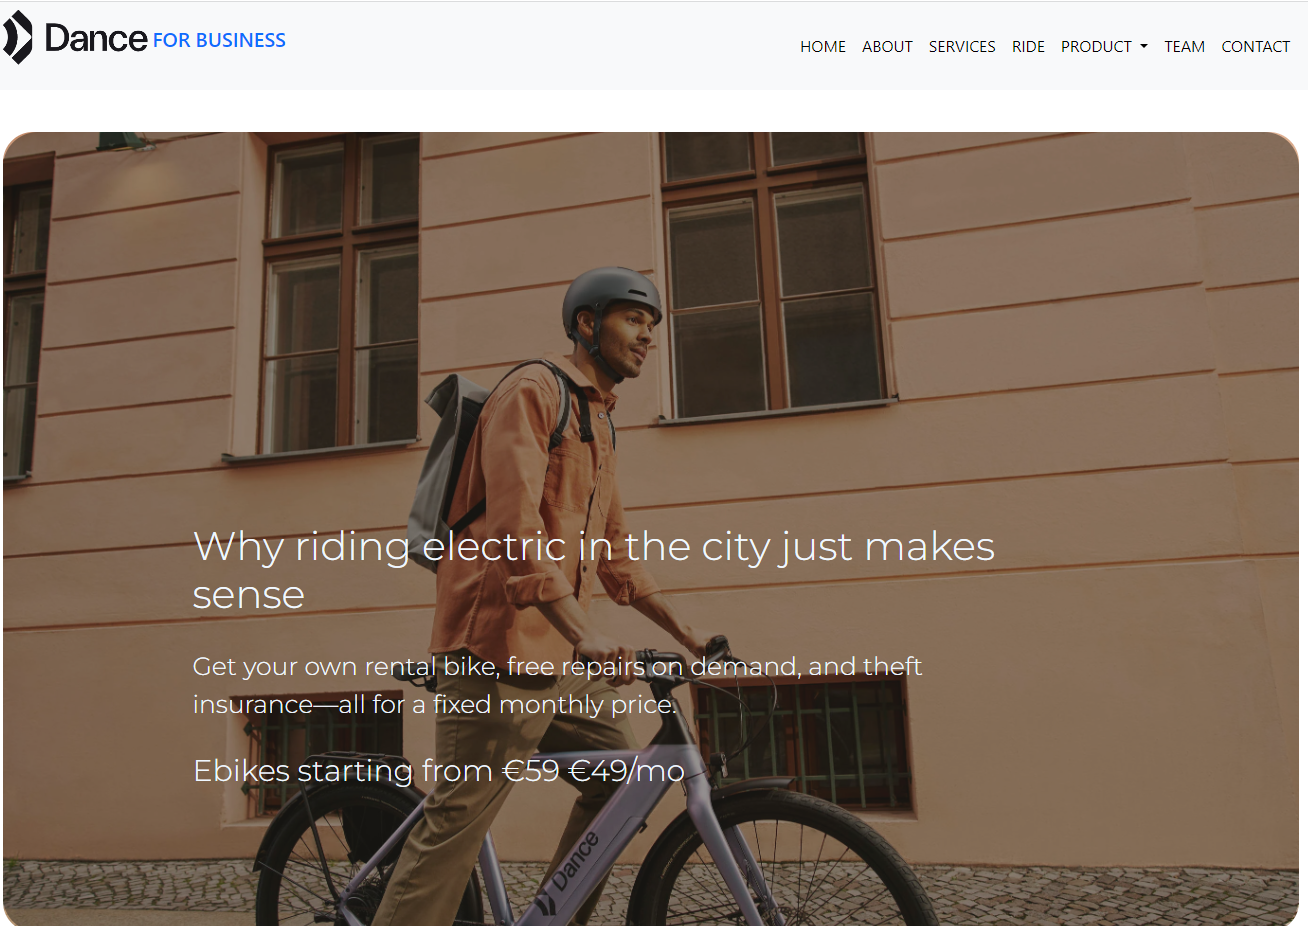 Dance FOR BUSINESS
HOME ABOUT SERVICES RIDE PRODUCT TEAM CONTACT
Why riding electric in the city just makes
sense
Get your own rental bike, free repairs on demand, and theft
insurance—all for a fixed monthly price.
Ebikes starting from €59 €49/mo
Dance